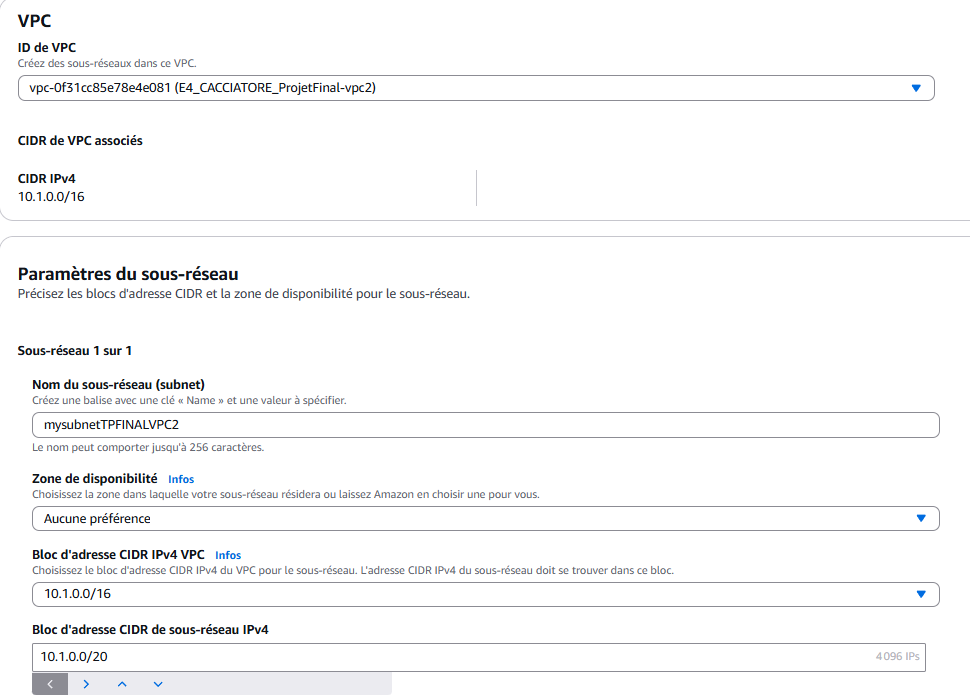 VPC
ID de VPC
Créez des sous-réseaux dans ce VPC.
vpc-0f31cc85e78e4e081 (E4_CACCIATORE_ProjetFinal-vpc2)
CIDR de VPC associés
CIDR IPv4
10.1.0.0/16
Paramètres du sous-réseau
Précisez les blocs d'adresse CIDR et la zone de disponibilité pour le sous-réseau.
Sous-réseau 1 sur 1
Nom du sous-réseau (subnet)
Créez une balise avec une clé « Name » et une valeur à spécifier.
mysubnetTPFINALVPC2
Le nom peut comporter jusqu'à 256 caractères.
Zone de disponibilité Infos
Choisissez la zone dans laquelle votre sous-réseau résidera ou laissez Amazon en choisir une pour vous.
Aucune préférence
Bloc d'adresse CIDR IPv4 VPC Infos
Choisissez le bloc d'adresse CIDR IPv4 du VPC pour le sous-réseau. L'adresse CIDR IPv4 du sous-réseau doit se trouver dans ce bloc.
10.1.0.0/16
Bloc d'adresse CIDR de sous-réseau IPv4
10.1.0.0/20 4 096 IPs